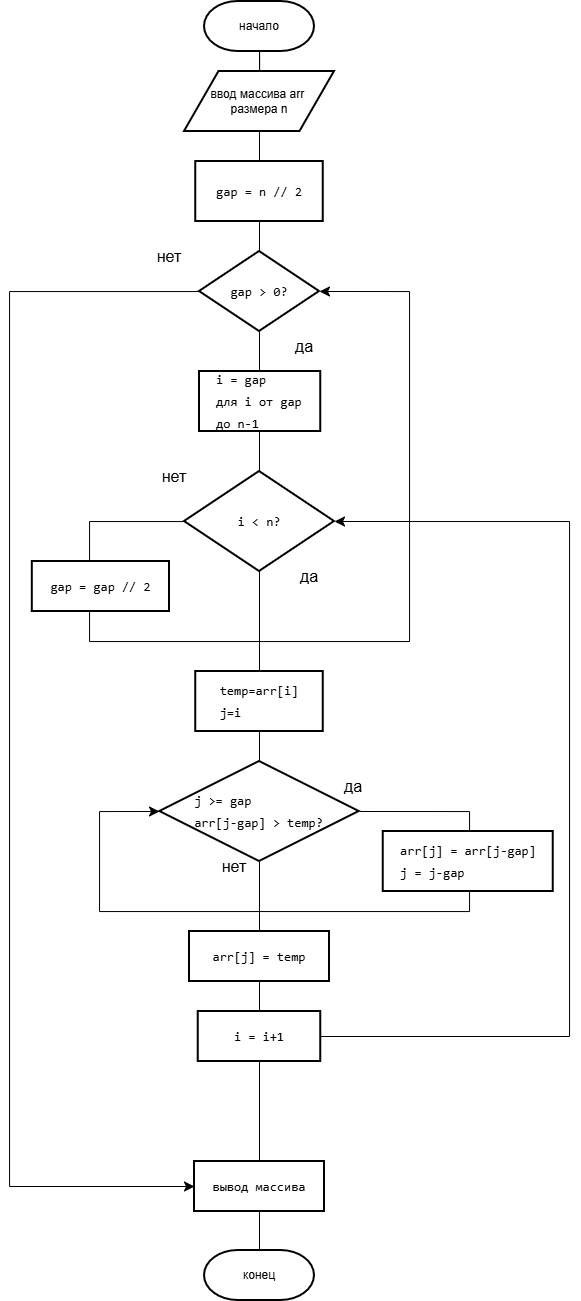 начало
ввод массива arr
размера n
gap = n // 2
нет
gap > 0?
да
i = gap
для i от gap
до n-1
нет
i < n?
да
gap = gap // 2
temp=arr[i]
j=i
да
j >= gap
arr[j-gap] > temp?
нет
arr[j] = arr[j-gap]
j = j-gap
arr[j] = temp
i = i+1
вывод массива
конец